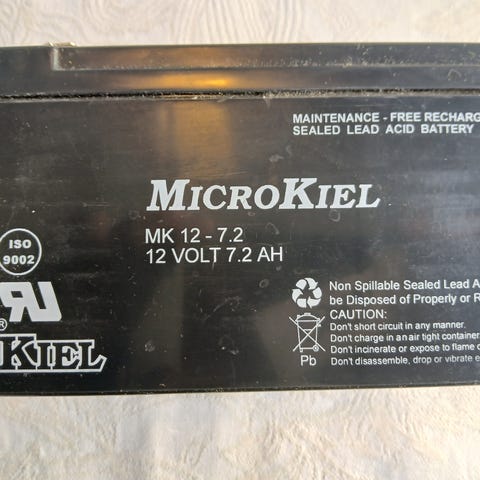 MAINTENANCE - FREE RECHARG
SEALED LEAD ACID BATTERY
MICROKIEL
MK 12 - 7.2
12 VOLT 7.2 AH
ISO
9002
®
KIEL
Non Spillable Sealed Lead A
be Disposed of Properly or R
CAUTION:
Don't short circuit in any manner.
Don't charge in an air tight container
Don't incinerate or expose to flame o
Don't disassemble, drop or vibrate e
Pb